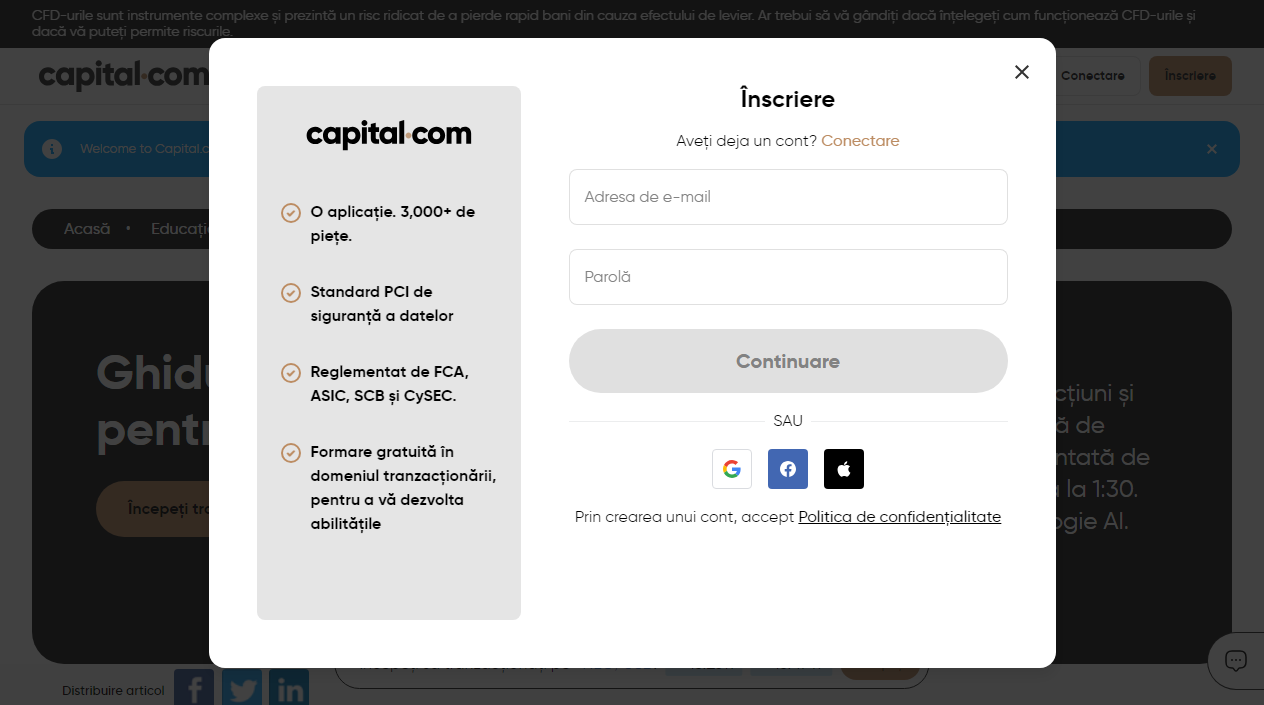 CFD-urile sunt instrumente complexe și prezintă un risc ridicat de a pierde rapid bani din cauza efectului de levier. Ar trebui să vă gândiți dacă înțelegeți cum funcționează CFD-urile și
dacă vă puteți permite riscurile.
capital.com
Conectare
Înscriere
Welcome to Capital.c
Acasă • Educație
Ghidu
pentr
Începeți tra
cțiuni și
ă de
ntată de
la 1:30.
ogie AI.
capital.com
O aplicație. 3,000+ de
piețe.
Standard PCI de
siguranță a datelor
Reglementat de FCA,
ASIC, SCB și CySEC.
Formare gratuită în
domeniul tranzacționării,
pentru a vă dezvolta
abilitățile
Înscriere
Aveți deja un cont? Conectare
Adresa de e-mail
Parolă
Continuare
SAU
Prin crearea unui cont, accept Politica de confidențialitate
Distribuire articol